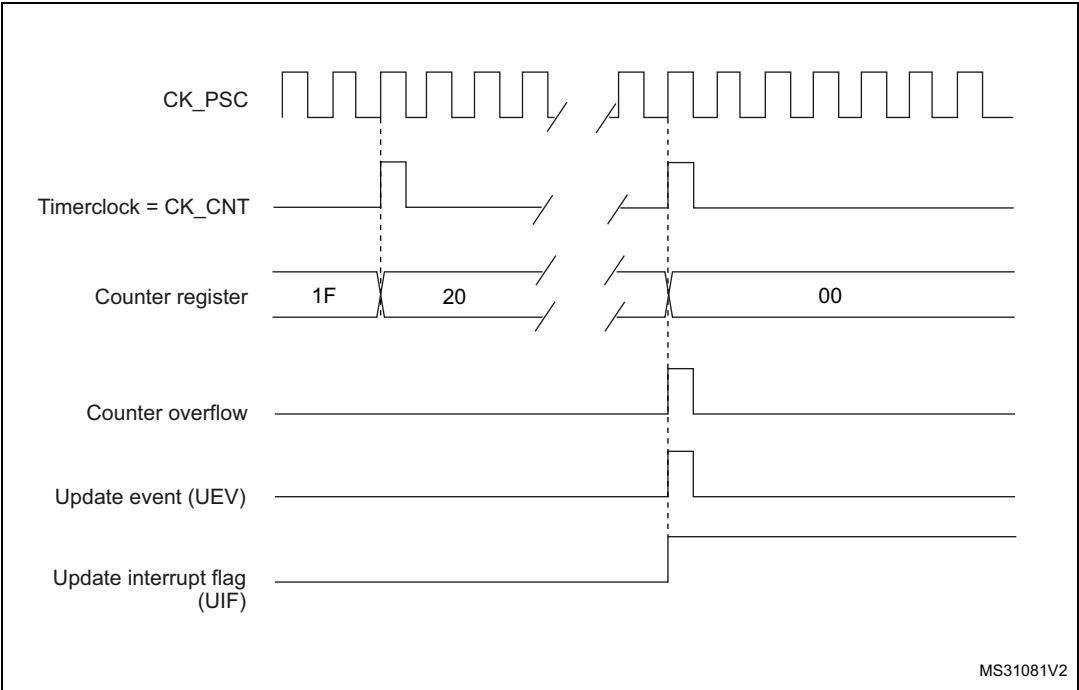 CK_PSC
Timerclock = CK_CNT
Counter register
1F
20
00
Counter overflow
Update event (UEV)
Update interrupt flag
(UIF)
MS31081V2